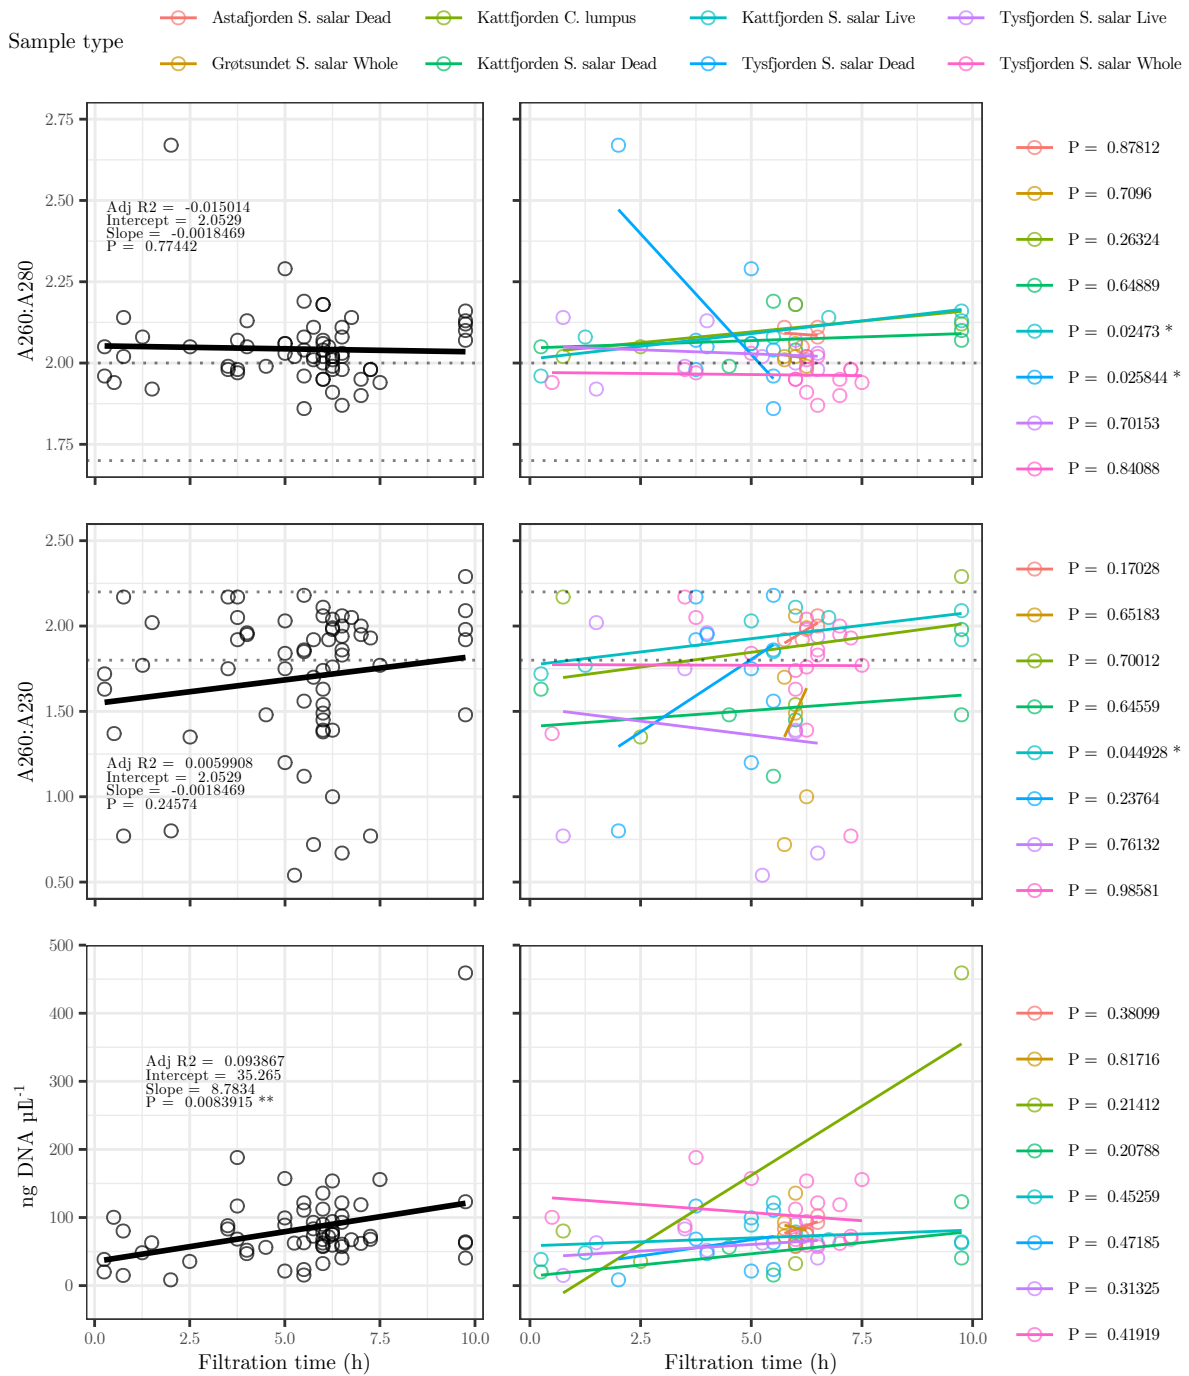 Sample type
Astafjorden S. salar Dead
Kattfjorden C. lumpus
Kattfjorden S. salar Live
Tysfjorden S. salar Live
Grøtsundet S. salar Whole
Kattfjorden S. salar Dead
Tysfjorden S. salar Dead
Tysfjorden S. salar Whole
A260:A280
2.75
2.50
2.25
2.00
1.75
Adj R2 = -0.015014
Intercept = 2.0529
Slope = -0.0018469
P = 0.77442
P = 0.87812
P = 0.7096
P = 0.26324
P = 0.64889
P = 0.02473 *
P = 0.025844 *
P = 0.70153
P = 0.84088
A260:A230
2.50
2.00
1.50
1.00
0.50
Adj R2 = 0.0059908
Intercept = 2.0529
Slope = -0.0018469
P = 0.24574
P = 0.17028
P = 0.65183
P = 0.70012
P = 0.64559
P = 0.044928 *
P = 0.23764
P = 0.76132
P = 0.98581
ng DNA µL⁻¹
500
400
300
200
100
0
Adj R2 = 0.093867
Intercept = 35.265
Slope = 8.7834
P = 0.0083915 **
P = 0.38099
P = 0.81716
P = 0.21412
P = 0.20788
P = 0.45259
P = 0.47185
P = 0.31325
P = 0.41919
0.0 2.5 5.0 7.5 10.0
0.0 2.5 5.0 7.5 10.0
Filtration time (h)
Filtration time (h)